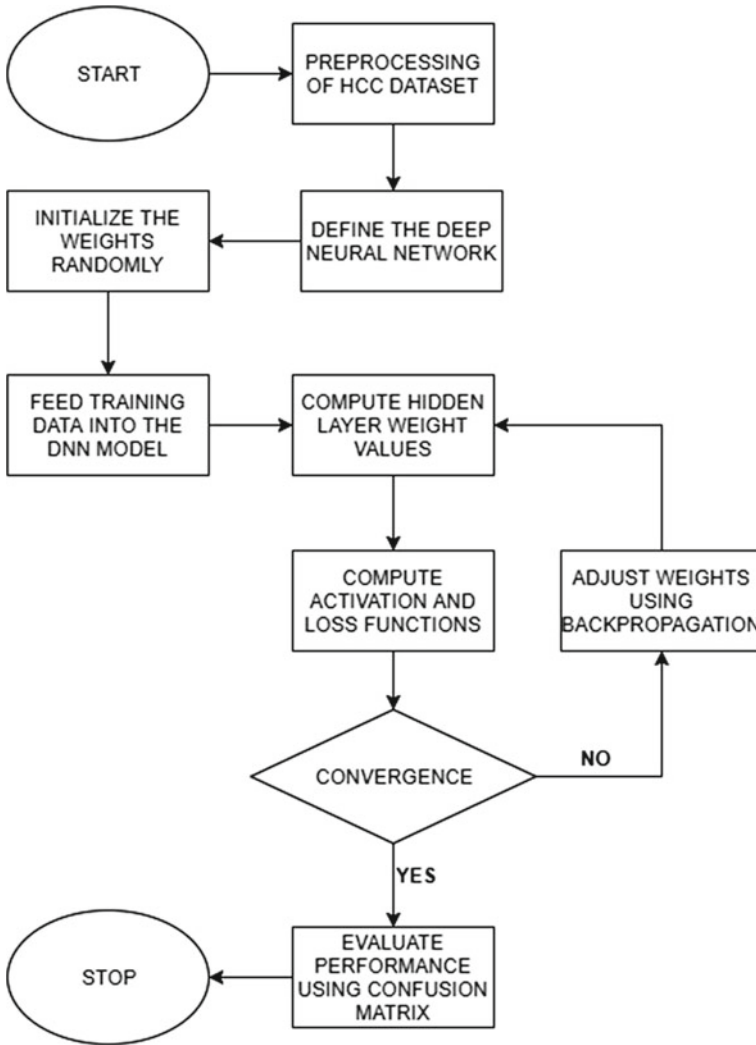 START
PREPROCESSING
OF HCC DATASET
INITIALIZE THE
WEIGHTS
RANDOMLY
DEFINE THE DEEP
NEURAL NETWORK
FEED TRAINING
DATA INTO THE
DNN MODEL
COMPUTE HIDDEN
LAYER WEIGHT
VALUES
COMPUTE
ACTIVATION AND
LOSS FUNCTIONS
ADJUST WEIGHTS
USING
BACKPROPAGATION
CONVERGENCE
NO
YES
EVALUATE
PERFORMANCE
USING CONFUSION
MATRIX
STOP